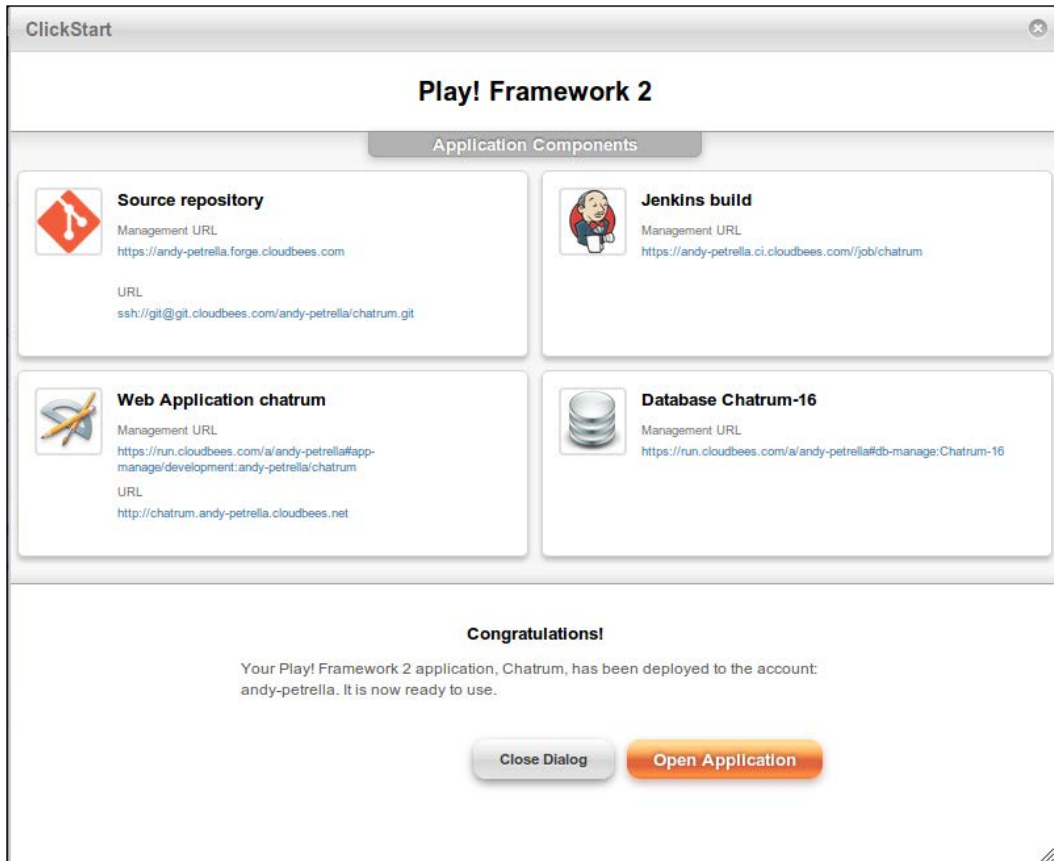 ClickStart
Play! Framework 2
Application Components
Source repository
Management URL
https://andy-petrella.forge.cloudbees.com
URL
ssh://git@git.cloudbees.com/andy-petrella/chatrum.git
Jenkins build
Management URL
https://andy-petrella.ci.cloudbees.com//job/chatrum
Web Application chatrum
Management URL
https://run.cloudbees.com/a/andy-petrella#app-
manage/development:andy-petrella/chatrum
URL
http://chatrum.andy-petrella.cloudbees.net
Database Chatrum-16
Management URL
https://run.cloudbees.com/a/andy-petrella#db-manage:Chatrum-16
Congratulations!
Your Play! Framework 2 application, Chatrum, has been deployed to the account:
andy-petrella. It is now ready to use.
Close Dialog
Open Application